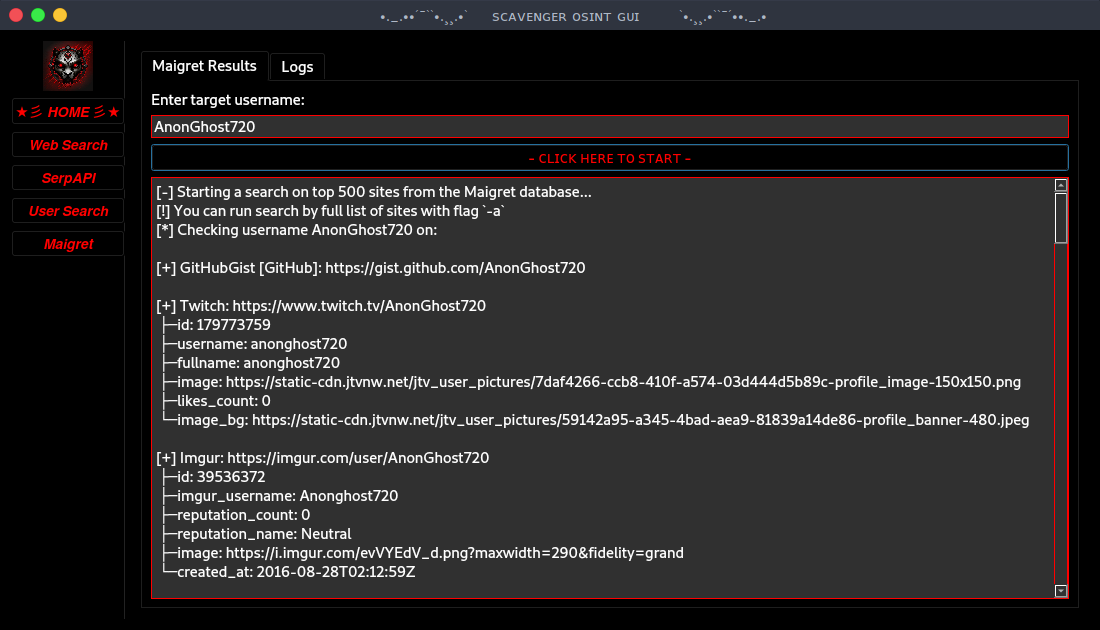 •._.••´¯``•.¸¸.•` SCAVENGER OSINT GUI `•.¸¸.•´´¯`••._.•
★彡 HOME 彡★
Web Search
SerpAPI
User Search
Maigret
Maigret Results
Logs
Enter target username:
AnonGhost720
- CLICK HERE TO START -
[-] Starting a search on top 500 sites from the Maigret database...
[!] You can run search by full list of sites with flag `-a`
[*] Checking username AnonGhost720 on:
[+] GitHubGist [GitHub]: https://gist.github.com/AnonGhost720
[+] Twitch: https://www.twitch.tv/AnonGhost720
├─id: 179773759
├─username: anonghost720
├─fullname: anonghost720
├─image: https://static-cdn.jtvnw.net/jtv_user_pictures/7daf4266-ccb8-410f-a574-03d444d5b89c-profile_image-150x150.png
├─likes_count: 0
└─image_bg: https://static-cdn.jtvnw.net/jtv_user_pictures/59142a95-a345-4bad-aea9-81839a14de86-profile_banner-480.jpeg
[+] Imgur: https://imgur.com/user/AnonGhost720
├─id: 39536372
├─imgur_username: Anonghost720
├─reputation_count: 0
├─reputation_name: Neutral
├─image: https://i.imgur.com/evVYEdV_d.png?maxwidth=290&fidelity=grand
└─created_at: 2016-08-28T02:12:59Z